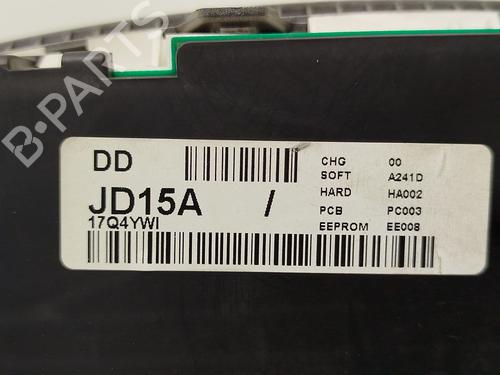 DD
JD15A /
17Q4YWI
CHG 00
SOFT A241D
HARD HA002
PCB PC003
EEPROM EE008
B-PARTS